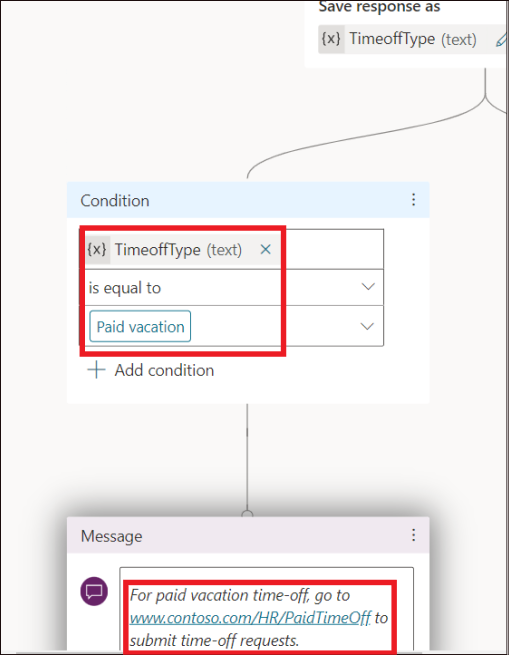 Save response as
{x} TimeoffType (text)
Condition
{x} TimeoffType (text) ×
is equal to
Paid vacation
+ Add condition
Message
For paid vacation time-off, go to
www.contoso.com/HR/PaidTimeOff to
submit time-off requests.